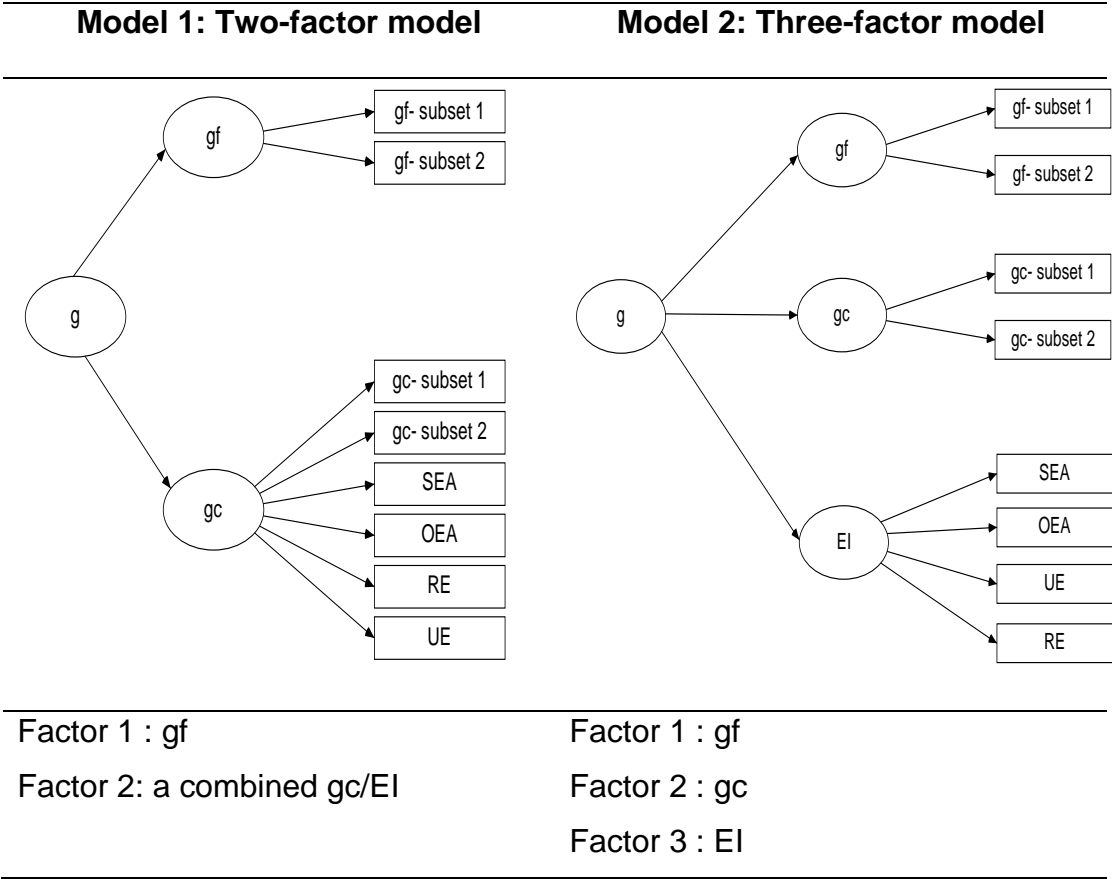 Model 1: Two-factor model
Model 2: Three-factor model
gf
gf- subset 1
gf- subset 2
g
gc
gc- subset 1
gc- subset 2
SEA
OEA
RE
UE
gf
gf- subset 1
gf- subset 2
g
gc
gc- subset 1
gc- subset 2
EI
SEA
OEA
UE
RE
Factor 1 : gf
Factor 2: a combined gc/EI
Factor 1 : gf
Factor 2 : gc
Factor 3 : EI